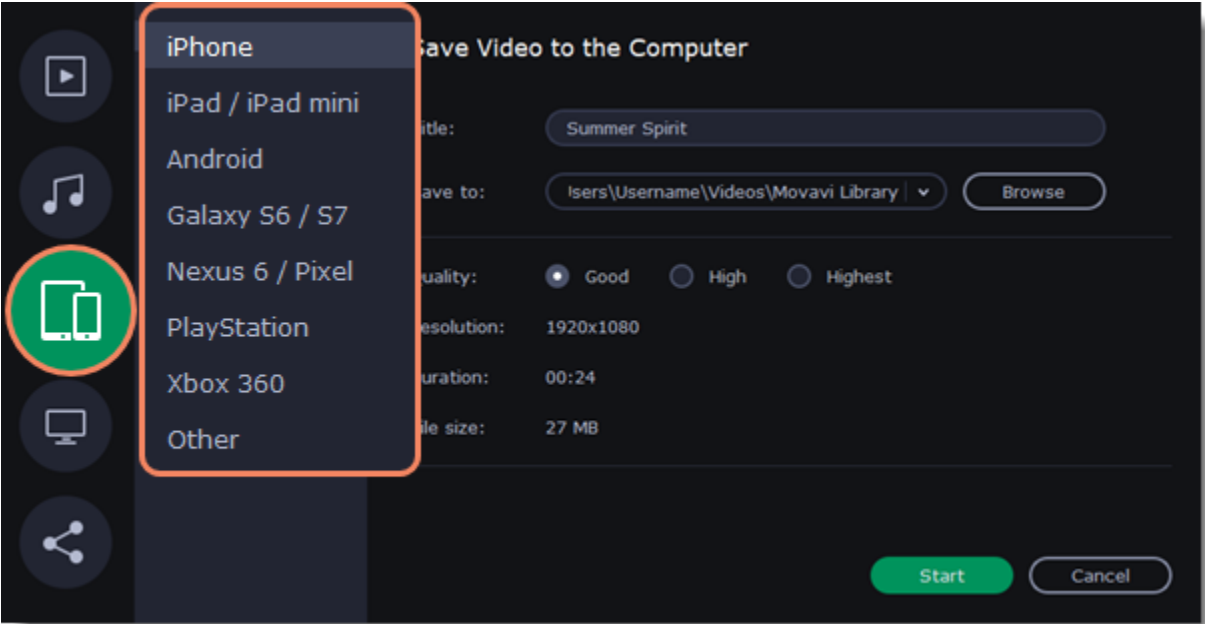 iPhone
iPad / iPad mini
Android
Galaxy S6 / S7
Nexus 6 / Pixel
PlayStation
Xbox 360
Other
Save Video to the Computer
itle: Summer Spirit
ave to: sers\Username\Videos\Movavi Library Browse
uality: Good High Highest
esolution: 1920x1080
uration: 00:24
ile size: 27 MB
Start Cancel